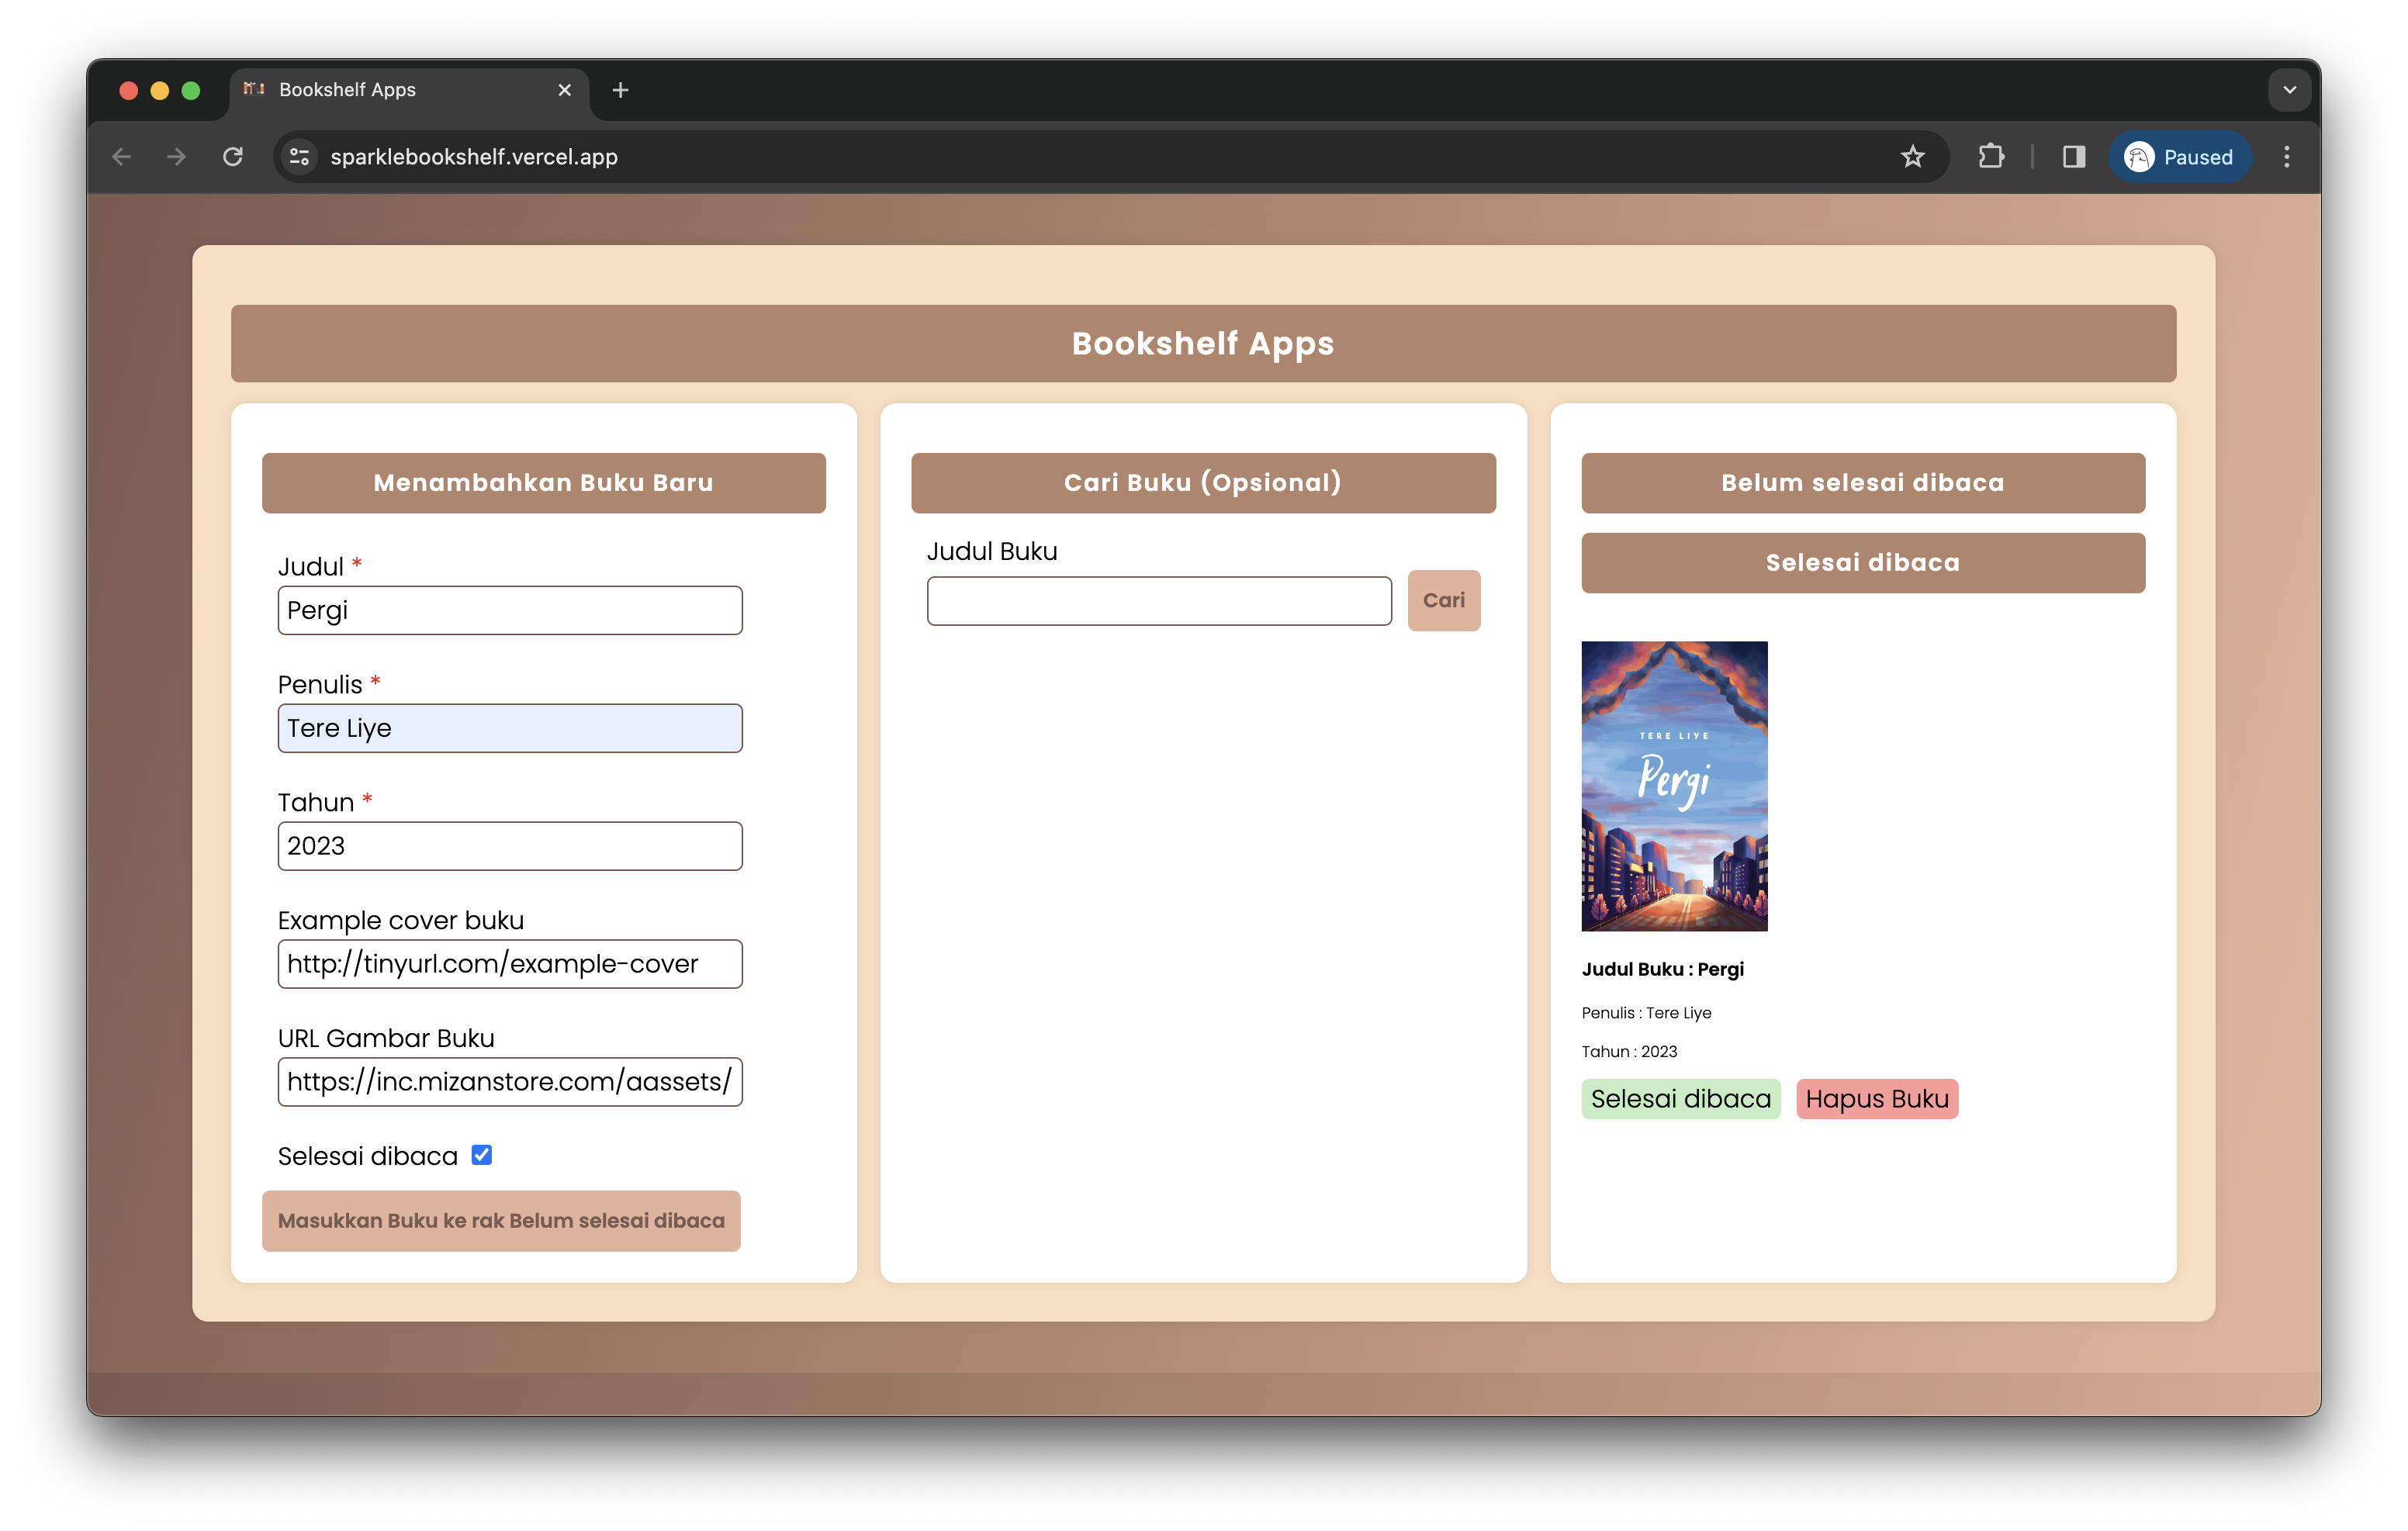 Bookshelf Apps
sparklebookshelf.vercel.app
Paused
Bookshelf Apps
Menambahkan Buku Baru
Judul *
Pergi
Penulis *
Tere Liye
Tahun *
2023
Example cover buku
http://tinyurl.com/example-cover
URL Gambar Buku
https://inc.mizanstore.com/aassets/
Selesai dibaca
Masukkan Buku ke rak Belum selesai dibaca
Cari Buku (Opsional)
Judul Buku
Cari
Belum selesai dibaca
Selesai dibaca
TERE LIYE
Pergi
Judul Buku : Pergi
Penulis : Tere Liye
Tahun : 2023
Selesai dibaca
Hapus Buku